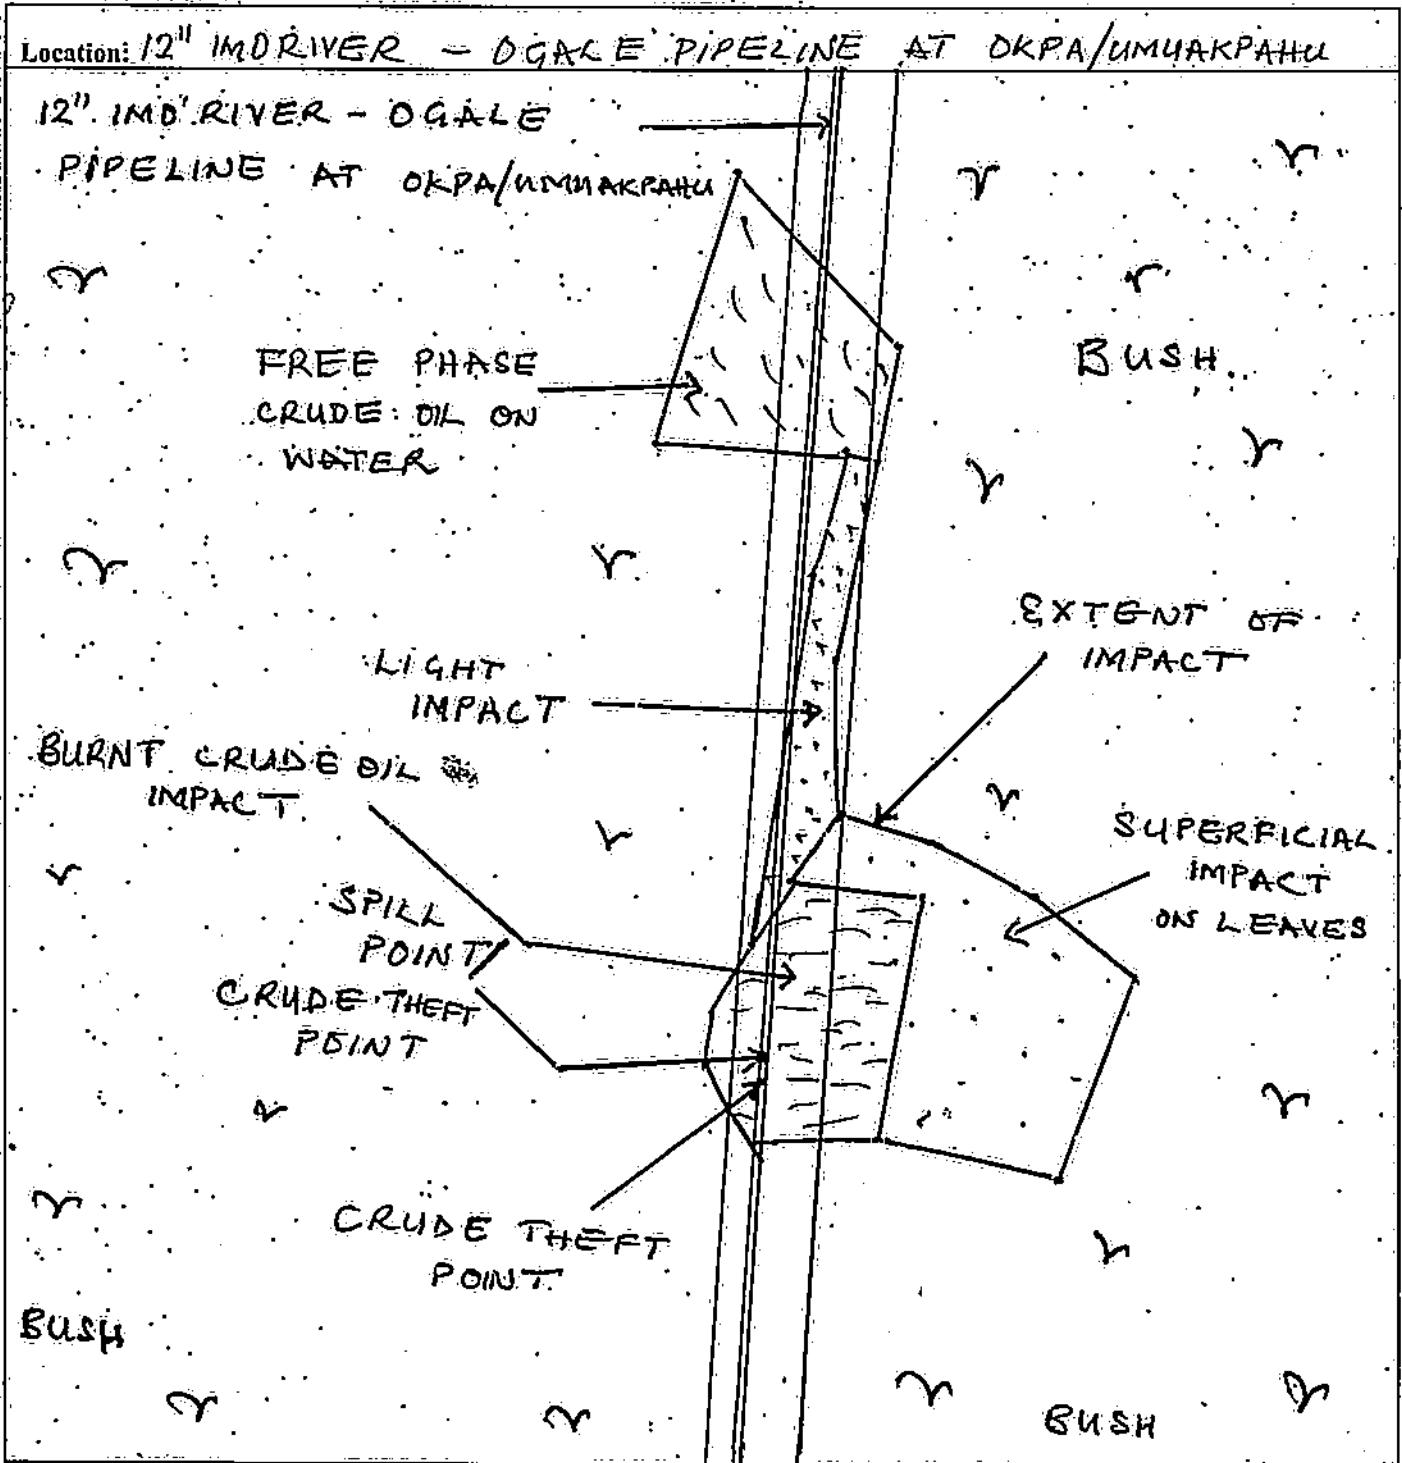 Location: 12" IMO RIVER - OGALE PIPELINE AT OKPA/UMUAKPAHU
12" IMO RIVER - OGALE
PIPELINE AT OKPA/UMUAKPAHU
FREE PHASE
CRUDE OIL ON
WATER
BUSH
EXTENT OF
IMPACT
LIGHT
IMPACT
BURNT CRUDE OIL
IMPACT
SUPERFICIAL
IMPACT
ON LEAVES
SPILL
POINT/
CRUDE THEFT
POINT
CRUDE THEFT
POINT
BUSH
BUSH